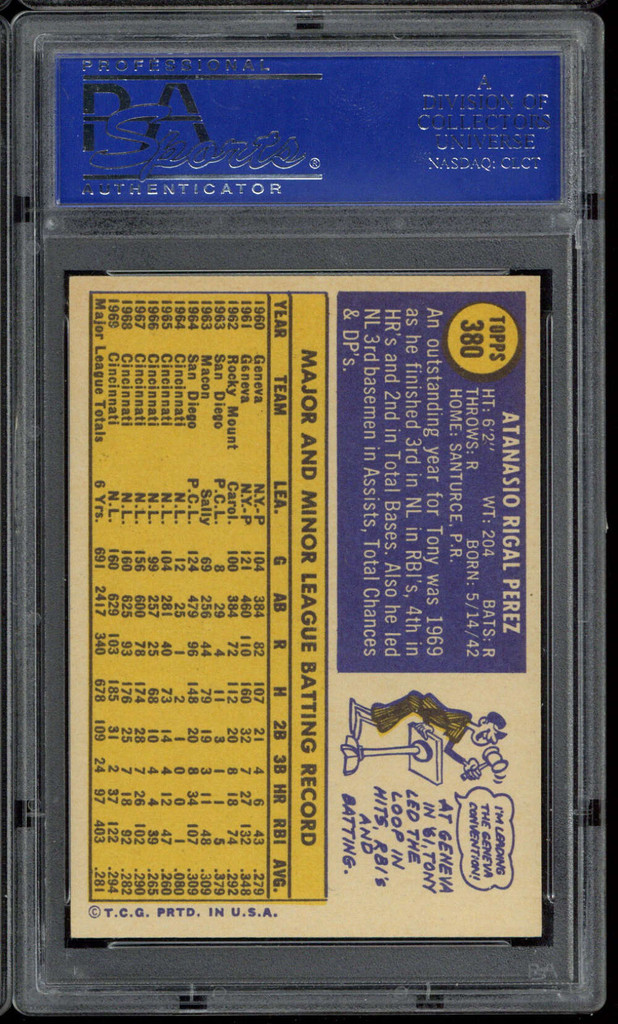 PROFESSIONAL
PSA
Sports®
AUTHENTICATOR
A
DIVISION OF
COLLECTORS
UNIVERSE
NASDAQ: CLCT
TOPPS
380
ATANASIO RIGAL PEREZ
HT: 6'2" WT: 204 BATS: R
THROWS: R BORN: 5/14/42
HOME: SANTURCE, P.R.
An outstanding year for Tony was 1969
as he finished 3rd in NL in RBI's, 4th in
HR's and 2nd in Total Bases. Also he led
NL 3rd basemen in Assists, Total Chances
& DP's.
I'M LEADING
THE GENEVA
CONVENTION!
AT GENEVA
IN '61, TONY
LED THE
LOOP IN
HITS, RBI's
AND
BATTING.
MAJOR AND MINOR LEAGUE BATTING RECORD
YEAR TEAM LEA. G AB R H 2B 3B HR RBI AVG.
1960 Geneva N.Y.-P 104 384 82 107 21 4 6 43 .279
1961 Geneva N.Y.-P 121 460 110 160 32 7 27 132 .348
1962 Rocky Mount Carol. 100 384 72 112 20 8 18 74 .292
1963 San Diego P.C.L. 8 29 4 11 3 1 1 5 .379
1963 Macon Sally 69 256 44 79 19 3 11 48 .309
1964 San Diego P.C.L. 124 479 96 148 20 8 34 107 .309
1964 Cincinnati N.L. 12 25 1 2 1 0 0 1 .080
1965 Cincinnati N.L. 104 281 40 73 14 4 12 47 .260
1966 Cincinnati N.L. 99 257 25 68 10 4 4 39 .265
1967 Cincinnati N.L. 156 600 78 174 28 7 26 102 .290
1968 Cincinnati N.L. 160 625 93 176 25 7 18 92 .282
1969 Cincinnati N.L. 160 629 103 185 31 2 37 122 .294
Major League Totals 6 Yrs. 691 2417 340 678 109 24 97 403 .281
©T.C.G. PRTD. IN U.S.A.
PSA